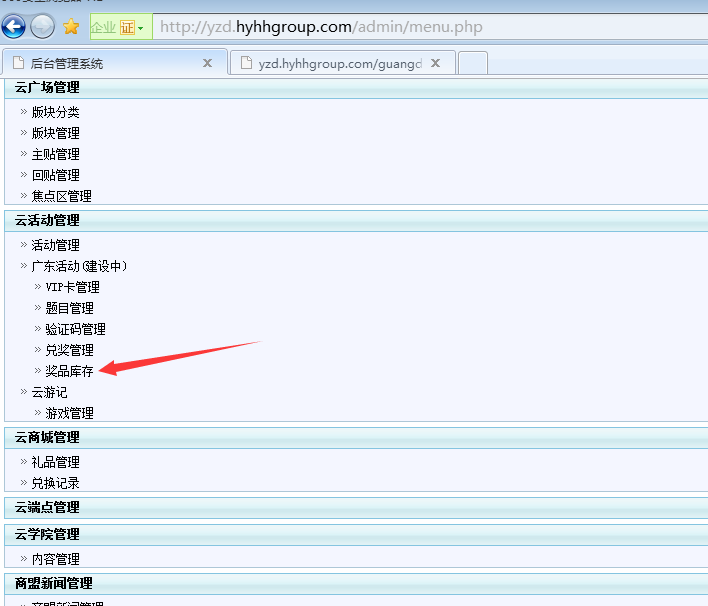 企业 证 http://yzd.hyhhgroup.com/admin/menu.php
后台管理系统 yzd.hyhhgroup.com/guangd
云广场管理
» 版块分类
» 版块管理
» 主贴管理
» 回贴管理
» 焦点区管理
云活动管理
» 活动管理
» 广东活动(建设中)
» VIP卡管理
» 题目管理
» 验证码管理
» 兑奖管理
» 奖品库存
» 云游记
» 游戏管理
云商城管理
» 礼品管理
» 兑换记录
云端点管理
云学院管理
» 内容管理
商盟新闻管理
» 商盟新闻管理